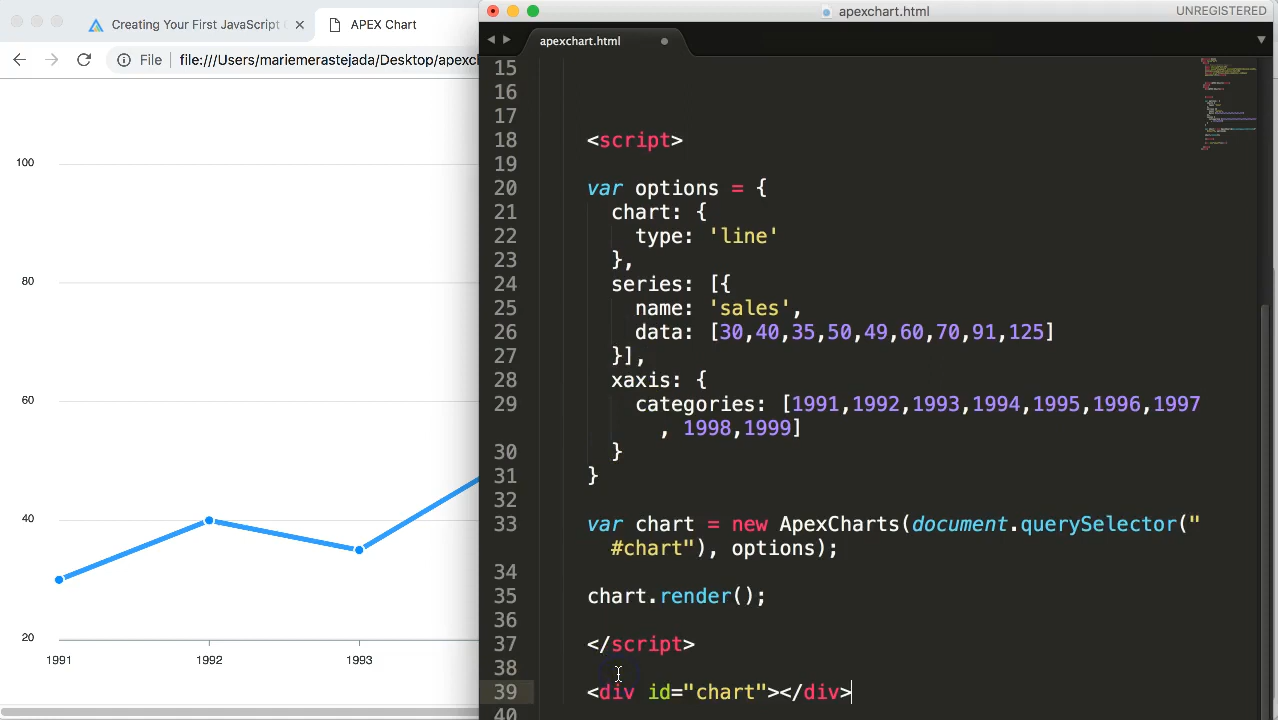 Creating Your First JavaScript
APEX Chart
apexchart.html
UNREGISTERED
File
file:///Users/mariemerastejada/Desktop/apexc
apexchart.html
100
80
60
40
20
1991 1992 1993
15
16
17
18 <script>
19
20 var options = {
21 chart: {
22 type: 'line'
23 },
24 series: [{
25 name: 'sales',
26 data: [30,40,35,50,49,60,70,91,125]
27 }],
28 xaxis: {
29 categories: [1991,1992,1993,1994,1995,1996,1997
, 1998,1999]
30 }
31 }
32
33 var chart = new ApexCharts(document.querySelector("
#chart"), options);
34
35 chart.render();
36
37 </script>
38
39 <div id="chart"></div>
40